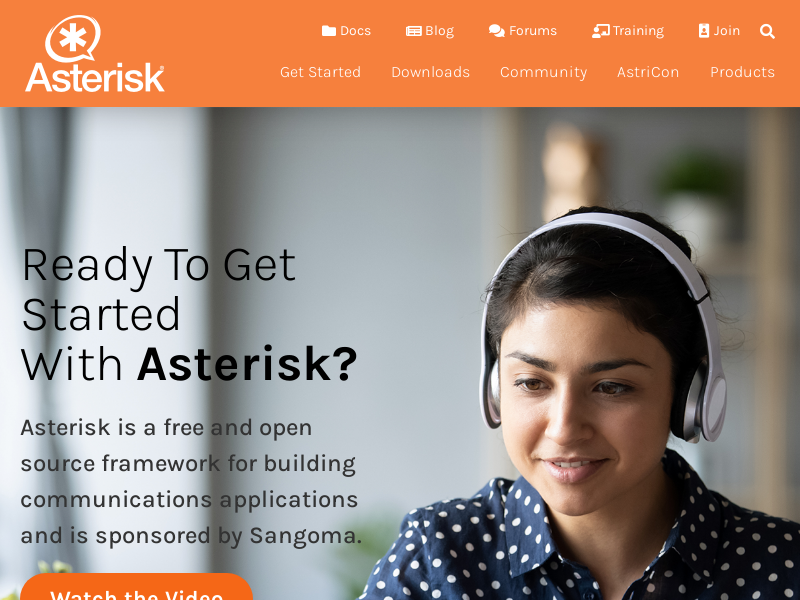 Docs Blog Forums Training Join
Asterisk
Get Started Downloads Community AstriCon Products
Ready To Get
Started
With Asterisk?
Asterisk is a free and open
source framework for building
communications applications
and is sponsored by Sangoma.
Watch the Video